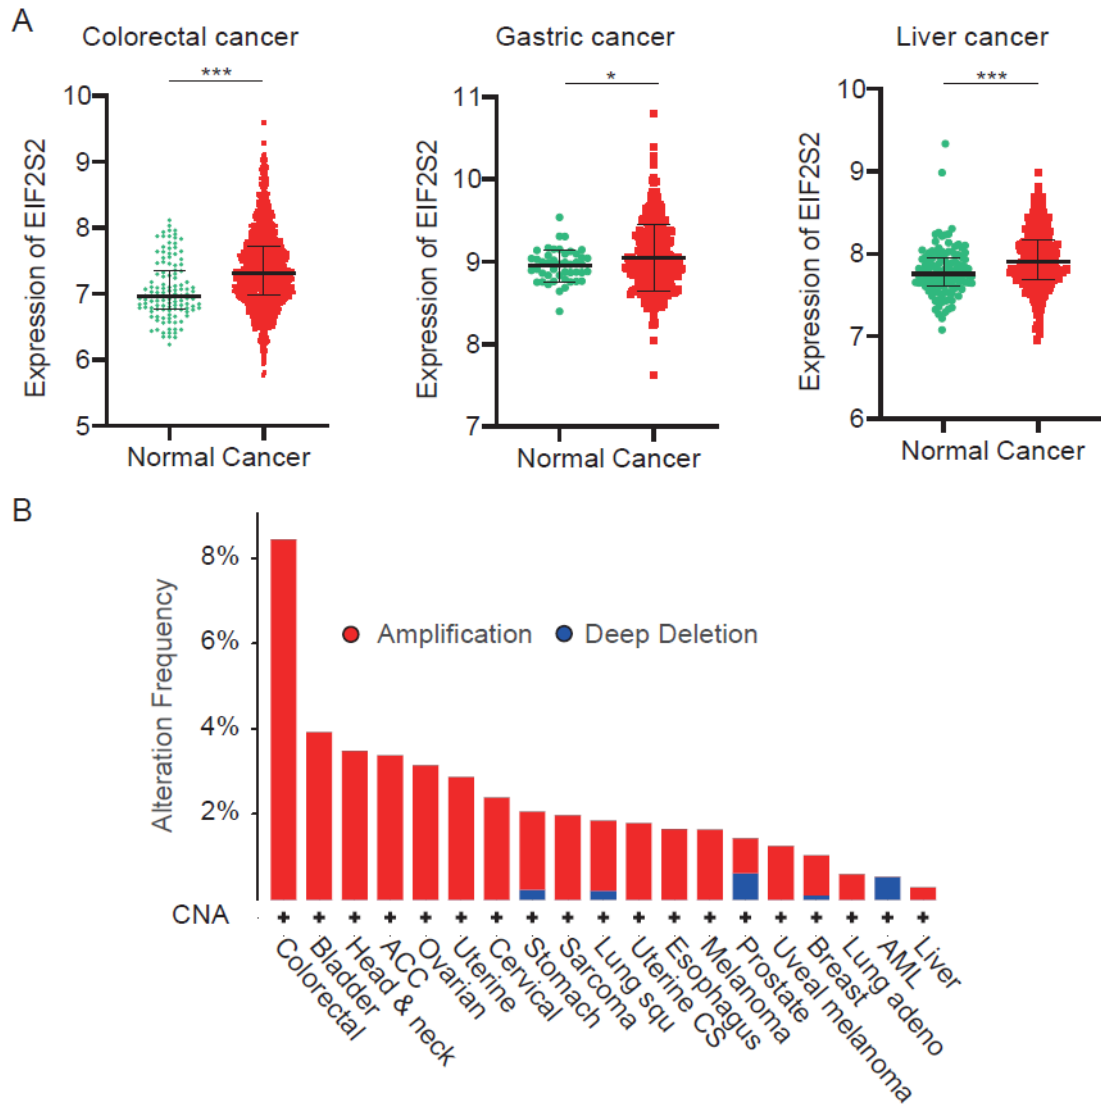 A
Colorectal cancer
Gastric cancer
Liver cancer
***
*
***
Expression of EIF2S2
10
9
8
7
6
5
Normal Cancer
Expression of EIF2S2
11
10
9
8
7
Normal Cancer
Expression of EIF2S2
10
9
8
7
6
Normal Cancer
B
Alteration Frequency
8%
6%
4%
2%
Amplification
Deep Deletion
CNA
+ + + + + + + + + + + + + + + + + + +
Colorectal
Bladder
Head & neck
ACC
Ovarian
Uterine
Cervical
Stomach
Sarcoma
Lung squ
Uterine CS
Esophagus
Melanoma
Prostate
Uveal melanoma
Breast
Lung adeno
AML
Liver